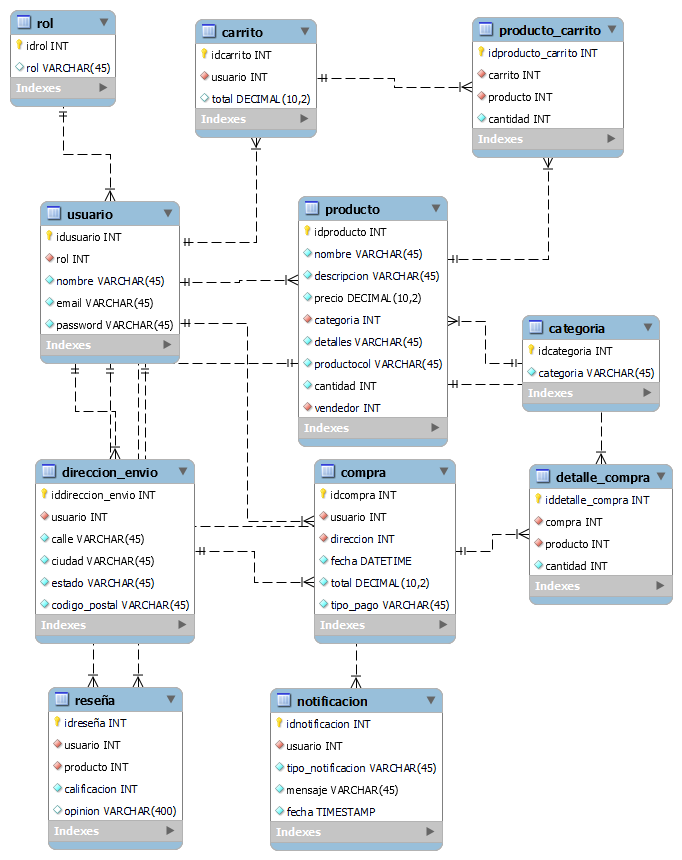 rol
idrol INT
rol VARCHAR(45)
Indexes
carrito
idcarrito INT
usuario INT
total DECIMAL(10,2)
Indexes
producto_carrito
idproducto_carrito INT
carrito INT
producto INT
cantidad INT
Indexes
usuario
idusuario INT
rol INT
nombre VARCHAR(45)
email VARCHAR(45)
password VARCHAR(45)
Indexes
producto
idproducto INT
nombre VARCHAR(45)
descripcion VARCHAR(45)
precio DECIMAL(10,2)
categoria INT
detalles VARCHAR(45)
productocol VARCHAR(45)
cantidad INT
vendedor INT
Indexes
categoria
idcategoria INT
categoria VARCHAR(45)
Indexes
direccion_envio
iddireccion_envio INT
usuario INT
calle VARCHAR(45)
ciudad VARCHAR(45)
estado VARCHAR(45)
codigo_postal VARCHAR(45)
Indexes
compra
idcompra INT
usuario INT
direccion INT
fecha DATETIME
total DECIMAL(10,2)
tipo_pago VARCHAR(45)
Indexes
detalle_compra
iddetalle_compra INT
compra INT
producto INT
cantidad INT
Indexes
reseña
idreseña INT
usuario INT
producto INT
calificacion INT
opinion VARCHAR(400)
Indexes
notificacion
idnotificacion INT
usuario INT
tipo_notificacion VARCHAR(45)
mensaje VARCHAR(45)
fecha TIMESTAMP
Indexes